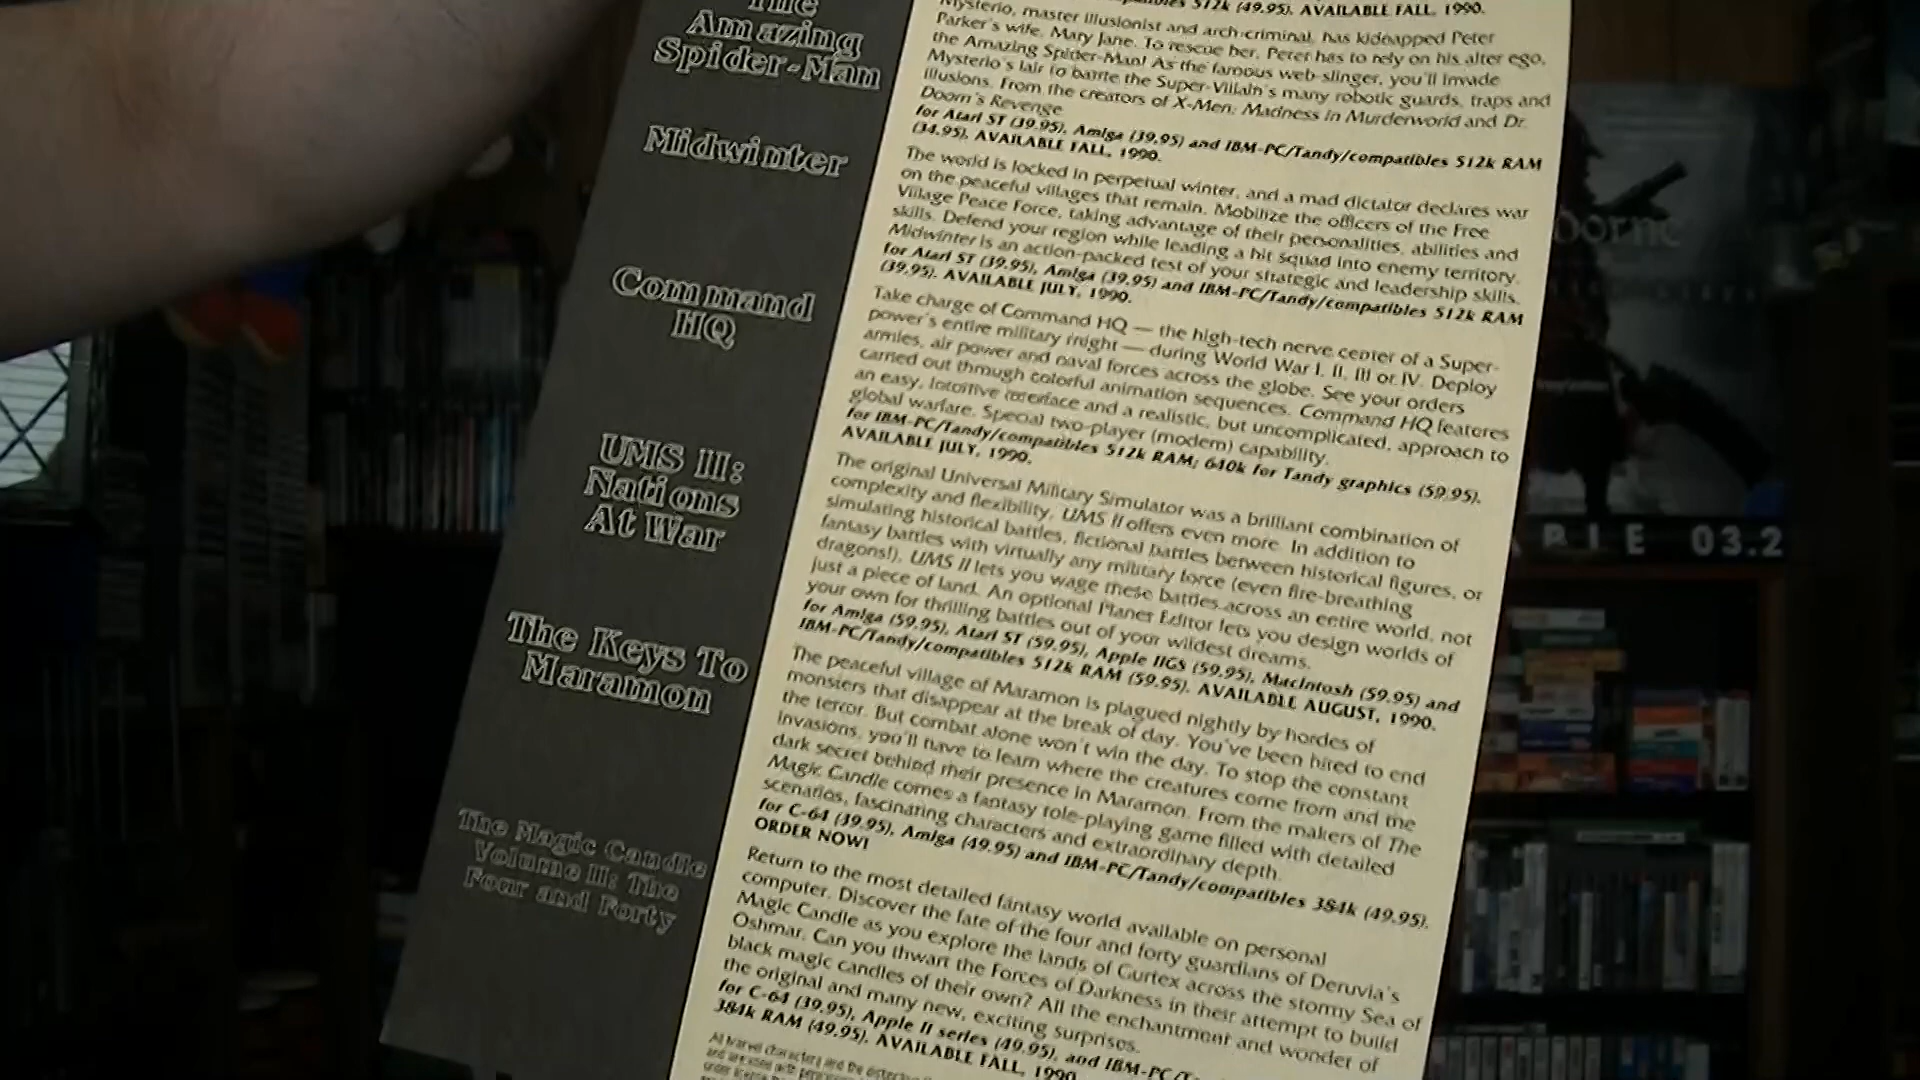 The
Amazing
Spider-Man
Midwinter
Command
HQ
UMS II:
Nations
At War
The Keys To
Maramon
The Magic Candle
Volume II: The
Four and Forty
512k (49.95). AVAILABLE FALL, 1990.
Mysterio, master illusionist and arch-criminal, has kidnapped Peter
Parker's wife, Mary Jane. To rescue her, Peter has to rely on his alter ego,
the Amazing Spider-Man! As the famous web-slinger, you'll invade
Mysterio's lair to battle the Super-Villain's many robotic guards, traps and
illusions. From the creators of X-Men: Madness in Murderworld and Dr.
Doom's Revenge
for Atari ST (39.95), Amiga (39.95) and IBM-PC/Tandy/compatibles 512k RAM
(34.95). AVAILABLE FALL, 1990.
The world is locked in perpetual winter, and a mad dictator declares war
on the peaceful villages that remain. Mobilize the officers of the Free
Village Peace Force, taking advantage of their personalities, abilities and
skills. Defend your region while leading a hit squad into enemy territory.
Midwinter is an action-packed test of your strategic and leadership skills.
for Atari ST (39.95), Amiga (39.95) and IBM-PC/Tandy/compatibles 512k RAM
(39.95). AVAILABLE JULY, 1990.
Take charge of Command HQ — the high-tech nerve center of a Super-
power's entire military might — during World War I, II, III or IV. Deploy
armies, air power and naval forces across the globe. See your orders
carried out through colorful animation sequences. Command HQ features
an easy, intuitive interface and a realistic, but uncomplicated, approach to
global warfare. Special two-player (modem) capability.
for IBM-PC/Tandy/compatibles 512k RAM; 640k for Tandy graphics (59.95).
AVAILABLE JULY, 1990.
The original Universal Military Simulator was a brilliant combination of
complexity and flexibility. UMS II offers even more. In addition to
simulating historical battles, fictional battles between historical figures, or
fantasy battles with virtually any military force (even fire-breathing
dragons!), UMS II lets you wage these battles across an entire world, not
just a piece of land. An optional Planet Editor lets you design worlds of
your own for thrilling battles out of your wildest dreams.
for Amiga (59.95), Atari ST (59.95), Apple IIGS (59.95), Macintosh (59.95) and
IBM-PC/Tandy/compatibles 512k RAM (59.95). AVAILABLE AUGUST, 1990.
The peaceful village of Maramon is plagued nightly by hordes of
monsters that disappear at the break of day. You've been hired to end
the terror. But combat alone won't win the day. To stop the constant
invasions, you'll have to learn where the creatures come from and the
dark secret behind their presence in Maramon. From the makers of The
Magic Candle comes a fantasy role-playing game filled with detailed
scenarios, fascinating characters and extraordinary depth.
for C-64 (39.95), Amiga (49.95) and IBM-PC/Tandy/compatibles 384k (49.95).
ORDER NOW!
Return to the most detailed fantasy world available on personal
computer. Discover the fate of the four and forty guardians of Deruvia's
Magic Candle as you explore the lands of Gurtex across the stormy Sea of
Oshmar. Can you thwart the Forces of Darkness in their attempt to build
black magic candles of their own? All the enchantment and wonder of
the original and many new, exciting surprises.
for C-64 (39.95), Apple II series (49.95), and IBM-PC/T
384k RAM (49.95). AVAILABLE FALL, 1990
All Marvel characters and the distinctive
borne
RIE 03.2